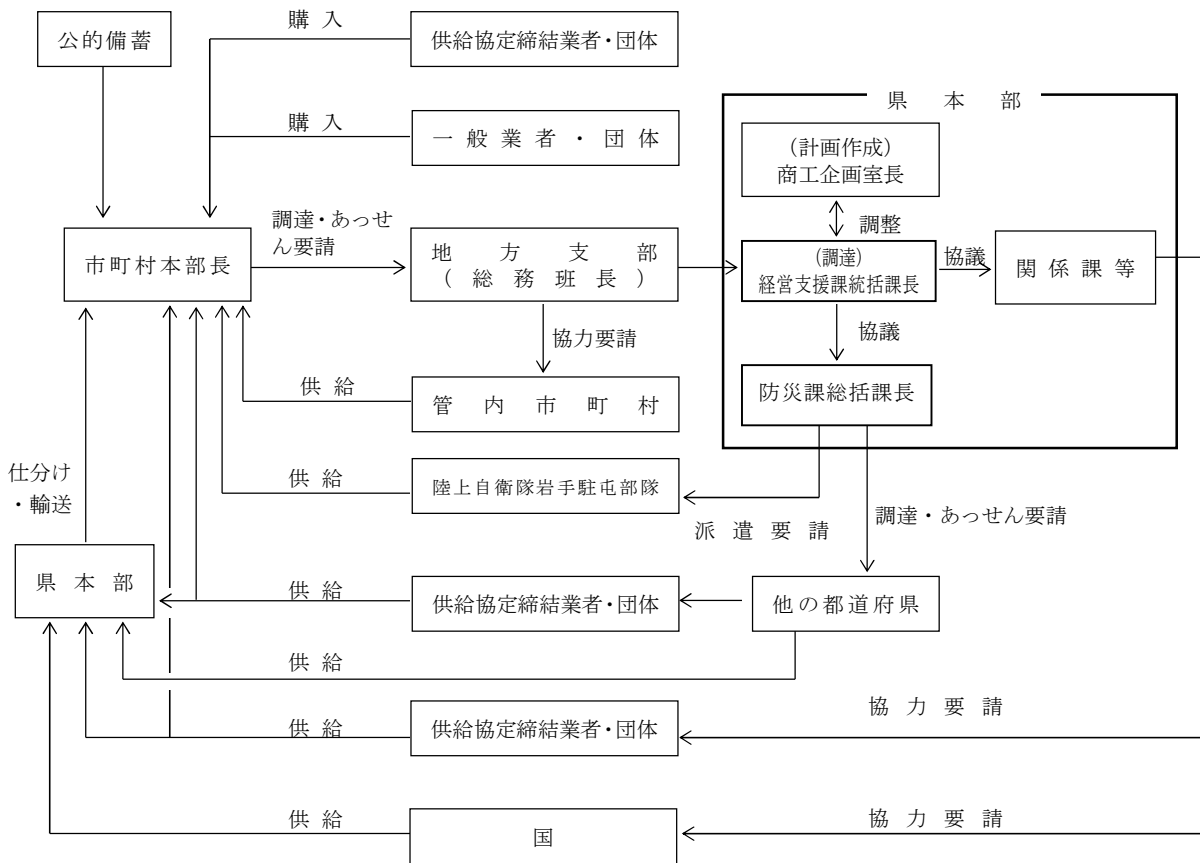 公的備蓄
購入
供給協定締結業者・団体
購入
一般業者・団体
県本部
(計画作成)
商工企画室長
調整
調達・あっせ
ん要請
市町村本部長
地方支部
(総務班長)
(調達)
経営支援課統括課長
協議
関係課等
協力要請
協議
供給
管内市町村
防災課総括課長
仕分け
・輸送
供給
陸上自衛隊岩手駐屯部隊
派遣要請
調達・あっせん要請
県本部
供給
供給協定締結業者・団体
他の都道府県
供給
供給
供給協定締結業者・団体
協力要請
供給
国
協力要請